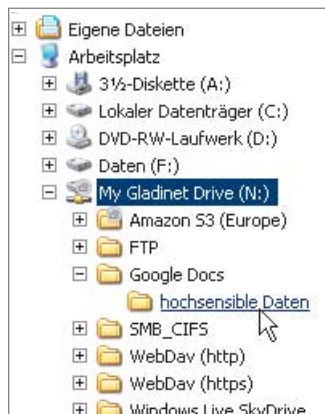 Eigene Dateien
Arbeitsplatz
3½-Diskette (A:)
Lokaler Datenträger (C:)
DVD-RW-Laufwerk (D:)
Daten (F:)
My Gladinet Drive (N:)
Amazon S3 (Europe)
FTP
Google Docs
hochsensible Daten
SMB_CIFS
WebDav (http)
WebDav (https)
Windows Live SkyDrive